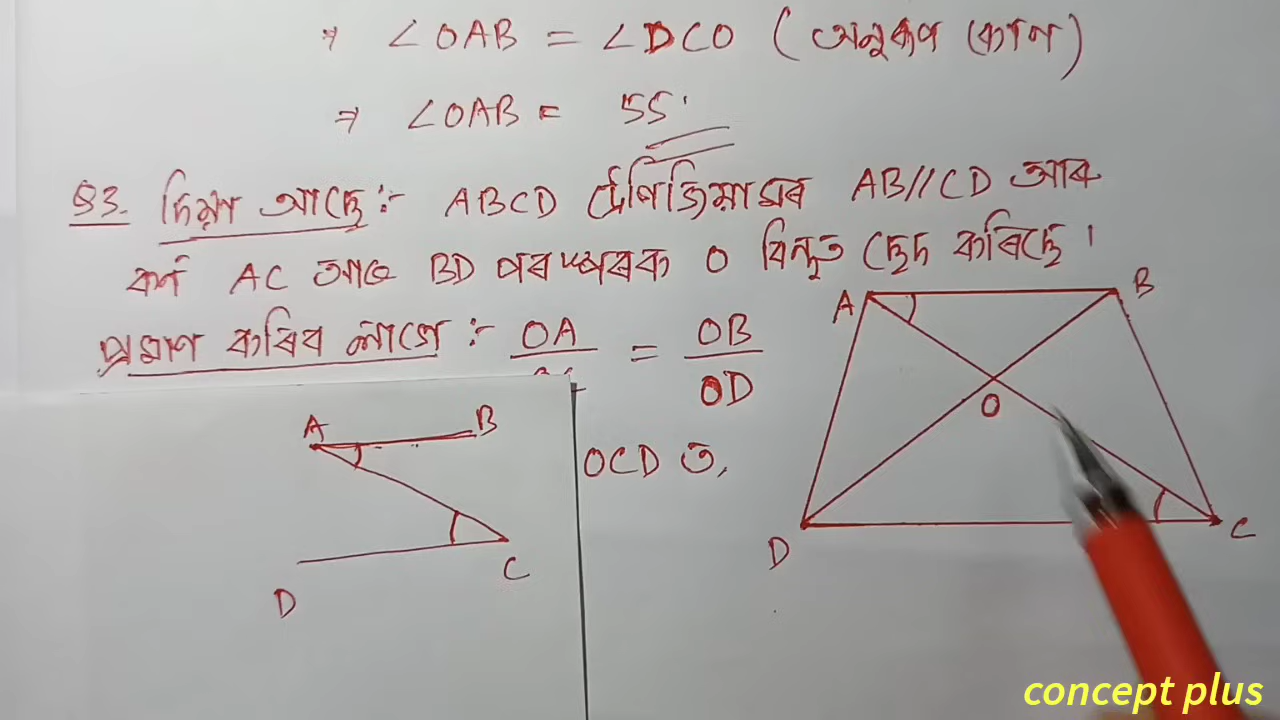 ⇒ ∠OAB = ∠DCO (অনুৰূপ কোণ)
⇒ ∠OAB = 55°
Q3. দিয়া আছে :- ABCD ট্ৰেপিজিয়ামৰ AB//CD আৰু
কৰ্ণ AC আৰু BD পৰস্পৰক O বিন্দুত ছেদ কৰিছে।
প্ৰমাণ কৰিব লাগে :- OA = OB
OD
A B
O
D C
A B
D C
OCD ত,
concept plus